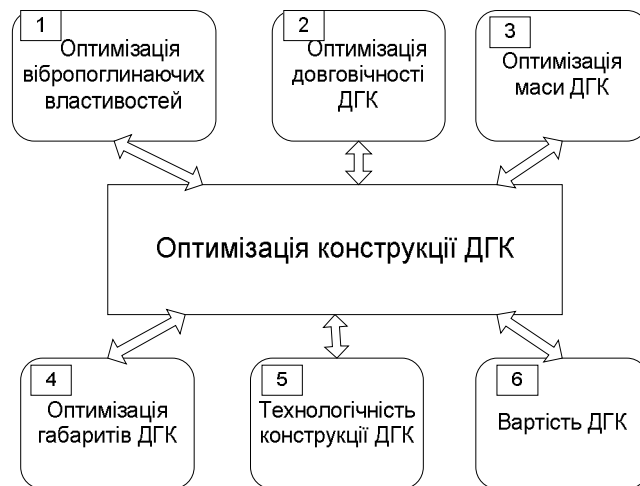 1
Оптимізація
вібропоглинаючих
властивостей
2
Оптимізація
довговічності
ДГК
3
Оптимізація
маси ДГК
Оптимізація конструкції ДГК
4
Оптимізація
габаритів ДГК
5
Технологічність
конструкції ДГК
6
Вартість ДГК